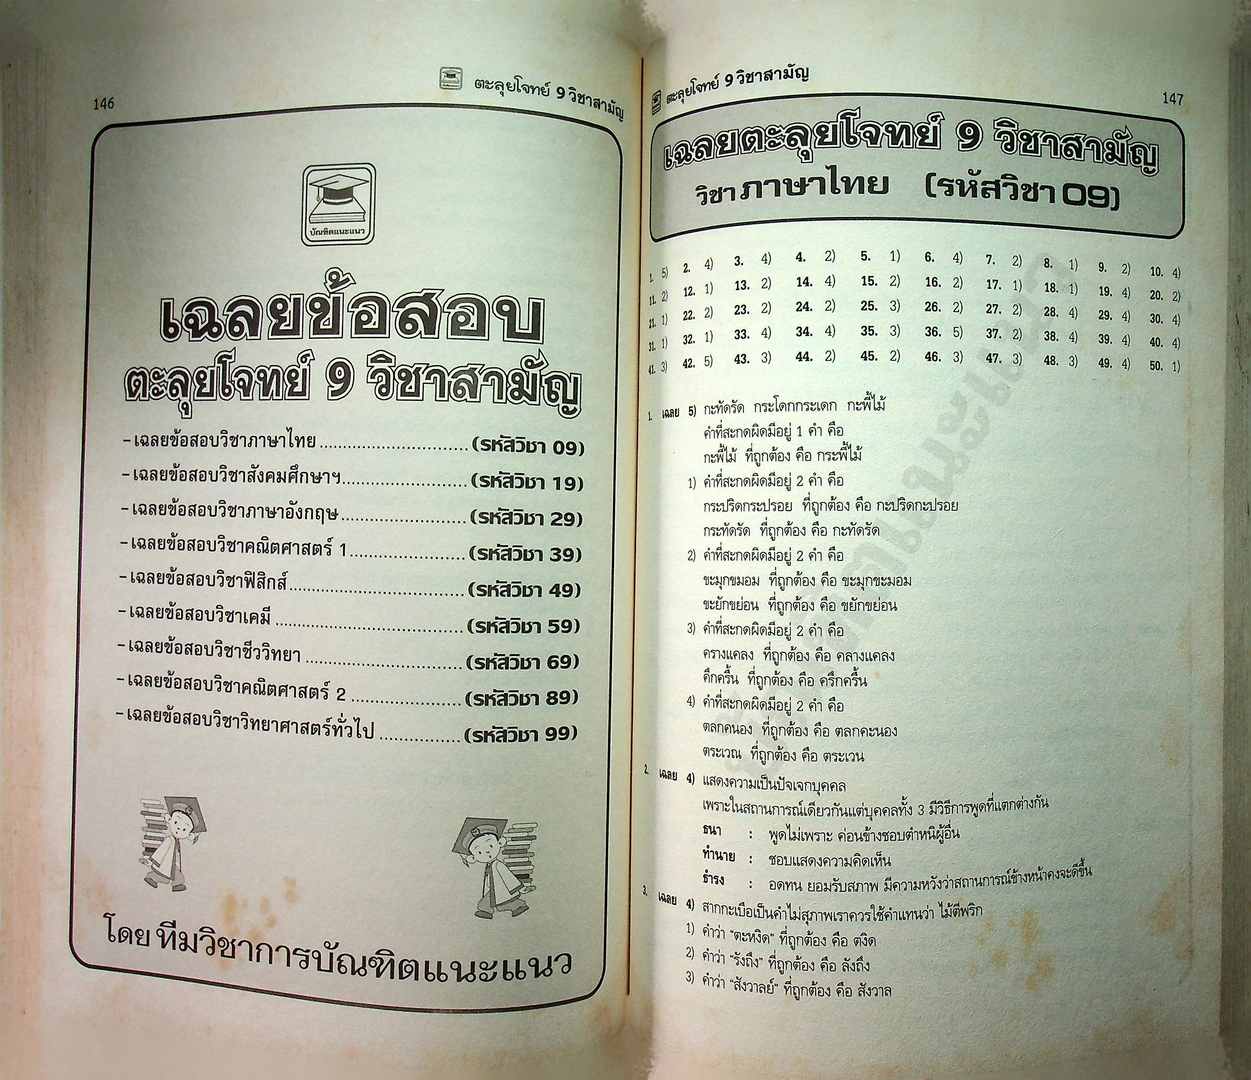 146
ตะลุยโจทย์ 9 วิชาสามัญ
บัณฑิตแนะแนว
เฉลยข้อสอบ
ตะลุยโจทย์ 9 วิชาสามัญ
- เฉลยข้อสอบวิชาภาษาไทย ........................... (รหัสวิชา 09)
- เฉลยข้อสอบวิชาสังคมศึกษาฯ ....................... (รหัสวิชา 19)
- เฉลยข้อสอบวิชาภาษาอังกฤษ ....................... (รหัสวิชา 29)
- เฉลยข้อสอบวิชาคณิตศาสตร์ 1 ..................... (รหัสวิชา 39)
- เฉลยข้อสอบวิชาฟิสิกส์ ................................ (รหัสวิชา 49)
- เฉลยข้อสอบวิชาเคมี ................................... (รหัสวิชา 59)
- เฉลยข้อสอบวิชาชีววิทยา ............................. (รหัสวิชา 69)
- เฉลยข้อสอบวิชาคณิตศาสตร์ 2 ..................... (รหัสวิชา 89)
- เฉลยข้อสอบวิชาวิทยาศาสตร์ทั่วไป ................ (รหัสวิชา 99)
โดย ทีมวิชาการบัณฑิตแนะแนว
ตะลุยโจทย์ 9 วิชาสามัญ
147
เฉลยตะลุยโจทย์ 9 วิชาสามัญ
วิชา ภาษาไทย (รหัสวิชา 09)
1. 5) 2. 4) 3. 4) 4. 2) 5. 1) 6. 4) 7. 2) 8. 1) 9. 2) 10. 4)
11. 2) 12. 1) 13. 2) 14. 4) 15. 2) 16. 2) 17. 1) 18. 1) 19. 4) 20. 2)
21. 1) 22. 2) 23. 2) 24. 2) 25. 3) 26. 2) 27. 2) 28. 4) 29. 4) 30. 4)
31. 1) 32. 1) 33. 4) 34. 4) 35. 3) 36. 5) 37. 2) 38. 4) 39. 4) 40. 4)
41. 3) 42. 5) 43. 3) 44. 2) 45. 2) 46. 3) 47. 3) 48. 3) 49. 4) 50. 1)
1. เฉลย 5) กะทัดรัด กระโดกกระเดก กะพี้ไม้
คำที่สะกดผิดมีอยู่ 1 คำ คือ
กะพี้ไม้ ที่ถูกต้อง คือ กระพี้ไม้
1) คำที่สะกดผิดมีอยู่ 2 คำ คือ
กระปริดกระปรอย ที่ถูกต้อง คือ กะปริดกะปรอย
กระทัดรัด ที่ถูกต้อง คือ กะทัดรัด
2) คำที่สะกดผิดมีอยู่ 2 คำ คือ
ขะมุกขมอม ที่ถูกต้อง คือ ขะมุกขะมอม
ขะยักขย่อน ที่ถูกต้อง คือ ขยักขย่อน
3) คำที่สะกดผิดมีอยู่ 2 คำ คือ
ครางแคลง ที่ถูกต้อง คือ คลางแคลง
คึกครื้น ที่ถูกต้อง คือ ครึกครื้น
4) คำที่สะกดผิดมีอยู่ 2 คำ คือ
ตลกคนอง ที่ถูกต้อง คือ ตลกคะนอง
ตระเวณ ที่ถูกต้อง คือ ตระเวน
2. เฉลย 4) แสดงความเป็นปัจเจกบุคคล
เพราะในสถานการณ์เดียวกันแต่บุคคลทั้ง 3 มีวิธีการพูดที่แตกต่างกัน
ธนา : พูดไม่เพราะ ค่อนข้างชอบตำหนิผู้อื่น
ทำนาย : ชอบแสดงความคิดเห็น
ธำรง : อดทน ยอมรับสภาพ มีความหวังว่าสถานการณ์ข้างหน้าคงจะดีขึ้น
3. เฉลย 4) สากกะเบือเป็นคำไม่สุภาพเราควรใช้คำแทนว่า ไม้ตีพริก
1) คำว่า "ตะหงิด" ที่ถูกต้อง คือ ตงิด
2) คำว่า "รังถึง" ที่ถูกต้อง คือ ลังถึง
3) คำว่า "สังวาลย์" ที่ถูกต้อง คือ สังวาล